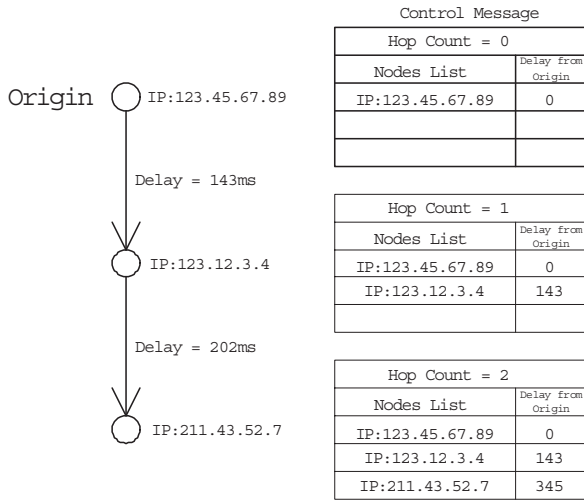 Control Message
Hop Count = 0
Nodes List
Delay from
Origin
IP:123.45.67.89 0
Origin
IP:123.45.67.89
Delay = 143ms
Hop Count = 1
Nodes List
Delay from
Origin
IP:123.45.67.89 0
IP:123.12.3.4 143
IP:123.12.3.4
Delay = 202ms
Hop Count = 2
Nodes List
Delay from
Origin
IP:123.45.67.89 0
IP:123.12.3.4 143
IP:211.43.52.7 345
IP:211.43.52.7